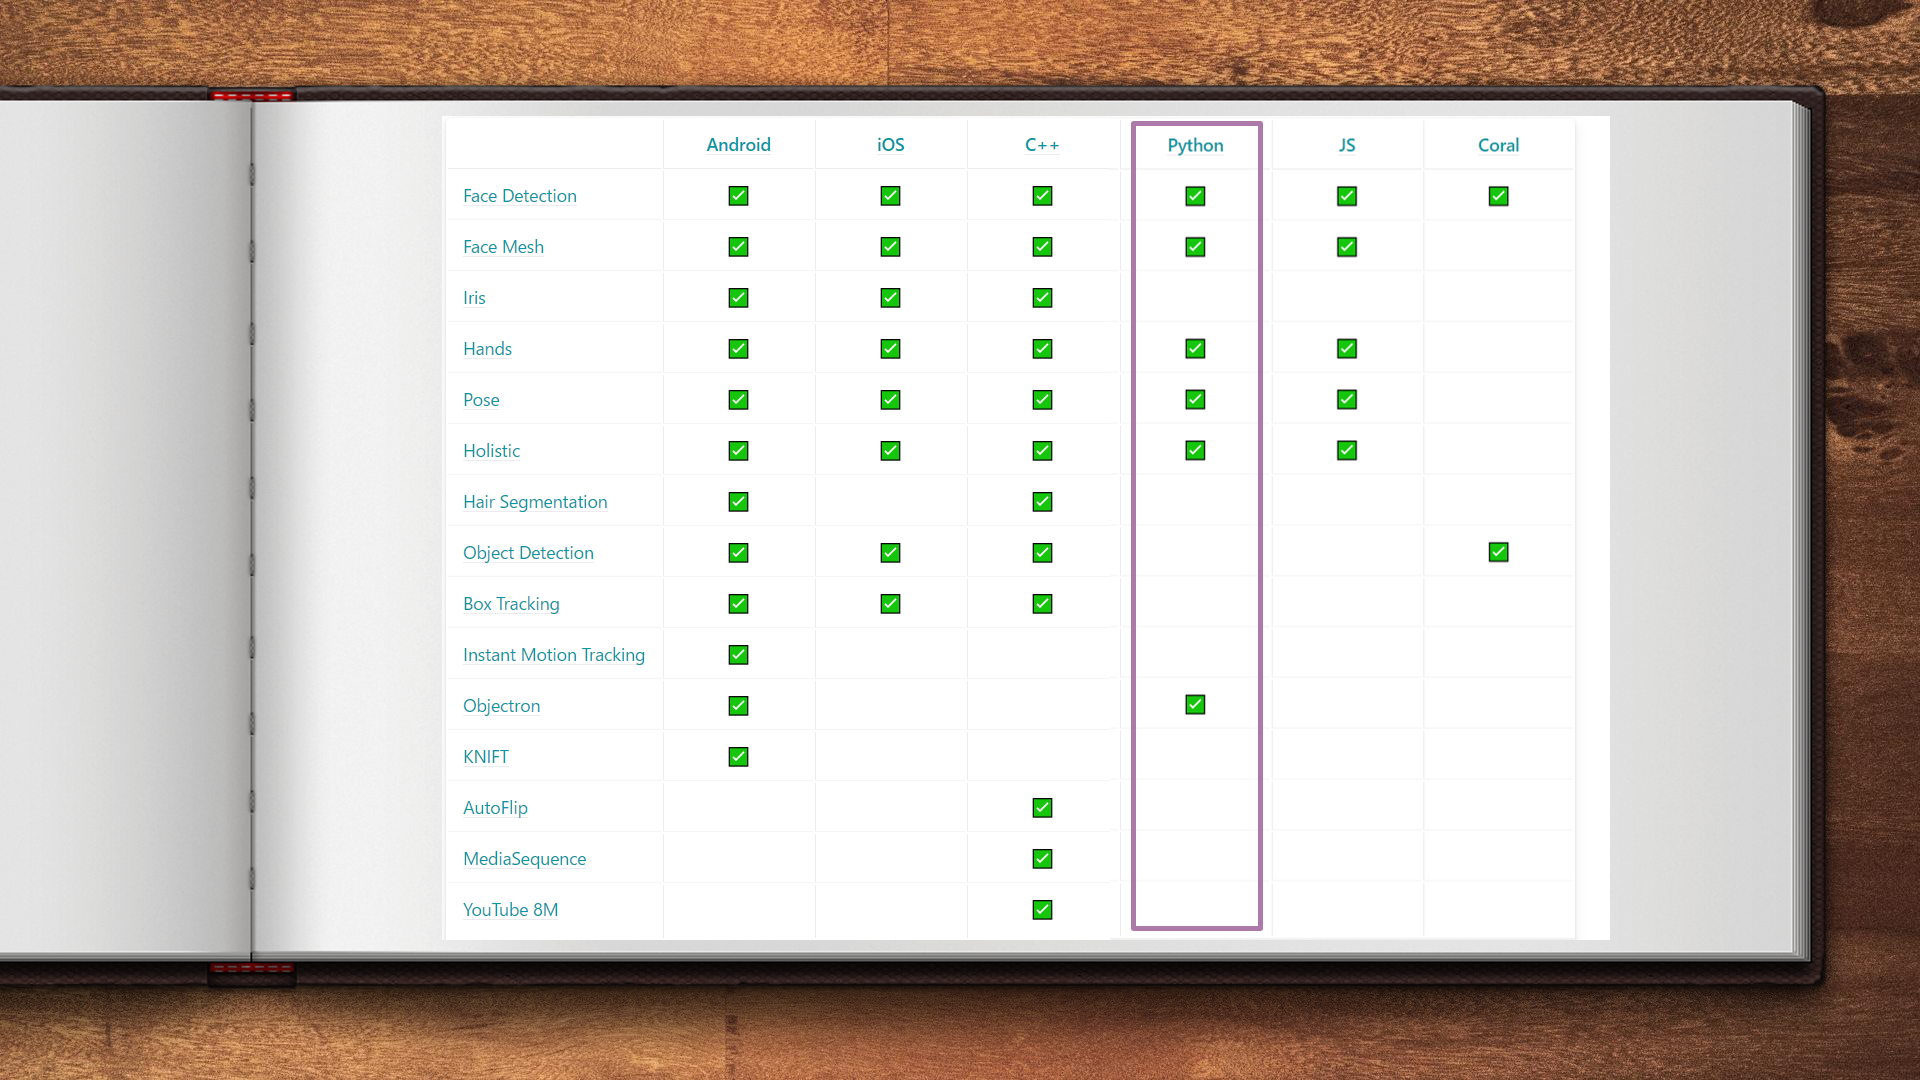 Android iOS C++ Python JS Coral
Face Detection ✅ ✅ ✅ ✅ ✅ ✅
Face Mesh ✅ ✅ ✅ ✅ ✅
Iris ✅ ✅ ✅
Hands ✅ ✅ ✅ ✅ ✅
Pose ✅ ✅ ✅ ✅ ✅
Holistic ✅ ✅ ✅ ✅ ✅
Hair Segmentation ✅ ✅
Object Detection ✅ ✅ ✅ ✅
Box Tracking ✅ ✅ ✅
Instant Motion Tracking ✅
Objectron ✅ ✅
KNIFT ✅
AutoFlip ✅
MediaSequence ✅
YouTube 8M ✅